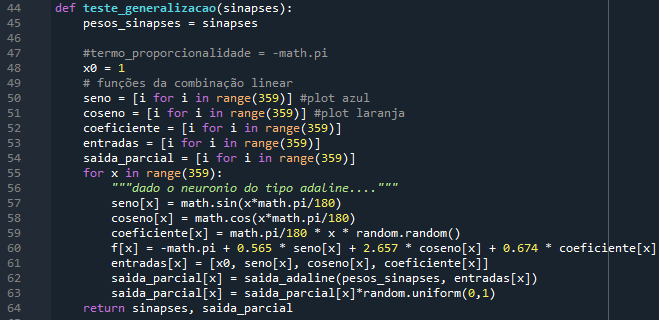 44 def teste_generalizacao(sinapses):
45     pesos_sinapses = sinapses
46
47     #termo_proporcionalidade = -math.pi
48     x0 = 1
49     # funções da combinação linear
50     seno = [i for i in range(359)] #plot azul
51     coseno = [i for i in range(359)] #plot laranja
52     coeficiente = [i for i in range(359)]
53     entradas = [i for i in range(359)]
54     saida_parcial = [i for i in range(359)]
55     for x in range(359):
56         """dado o neuronio do tipo adaline...."""
57         seno[x] = math.sin(x*math.pi/180)
58         coseno[x] = math.cos(x*math.pi/180)
59         coeficiente[x] = math.pi/180 * x * random.random()
60         f[x] = -math.pi + 0.565 * seno[x] + 2.657 * coseno[x] + 0.674 * coeficiente[x]
61         entradas[x] = [x0, seno[x], coseno[x], coeficiente[x]]
62         saida_parcial[x] = saida_adaline(pesos_sinapses, entradas[x])
63         saida_parcial[x] = saida_parcial[x]*random.uniform(0,1)
64     return sinapses, saida_parcial